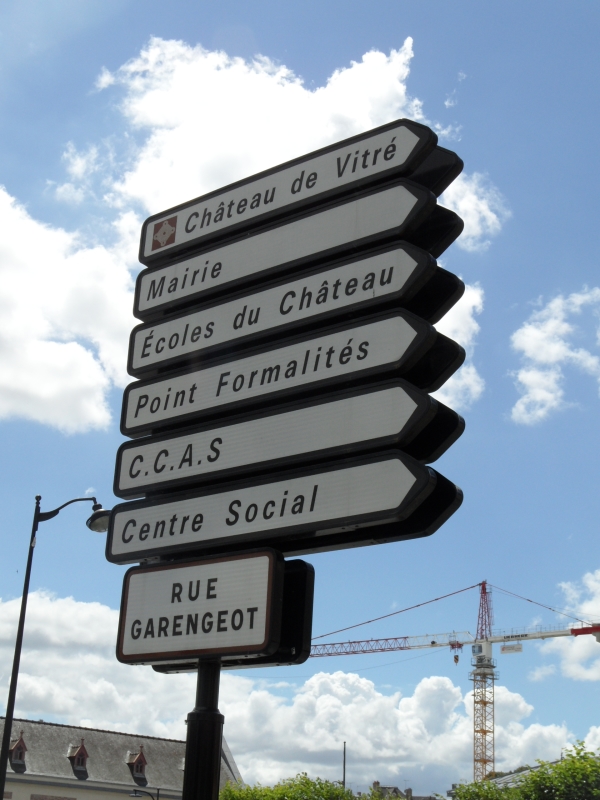 Château de Vitré
Mairie
Écoles du Château
Point Formalités
C.C.A.S
Centre Social
RUE
GARENGEOT